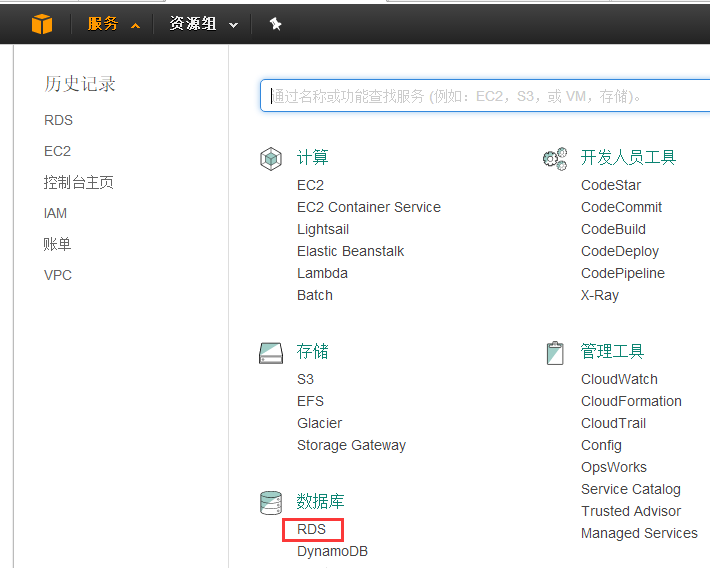 服务 资源组
历史记录
RDS
EC2
控制台主页
IAM
账单
VPC
通过名称或功能查找服务 (例如：EC2，S3，或 VM，存储)。
计算
EC2
EC2 Container Service
Lightsail
Elastic Beanstalk
Lambda
Batch
存储
S3
EFS
Glacier
Storage Gateway
数据库
RDS
DynamoDB
开发人员工具
CodeStar
CodeCommit
CodeBuild
CodeDeploy
CodePipeline
X-Ray
管理工具
CloudWatch
CloudFormation
CloudTrail
Config
OpsWorks
Service Catalog
Trusted Advisor
Managed Services